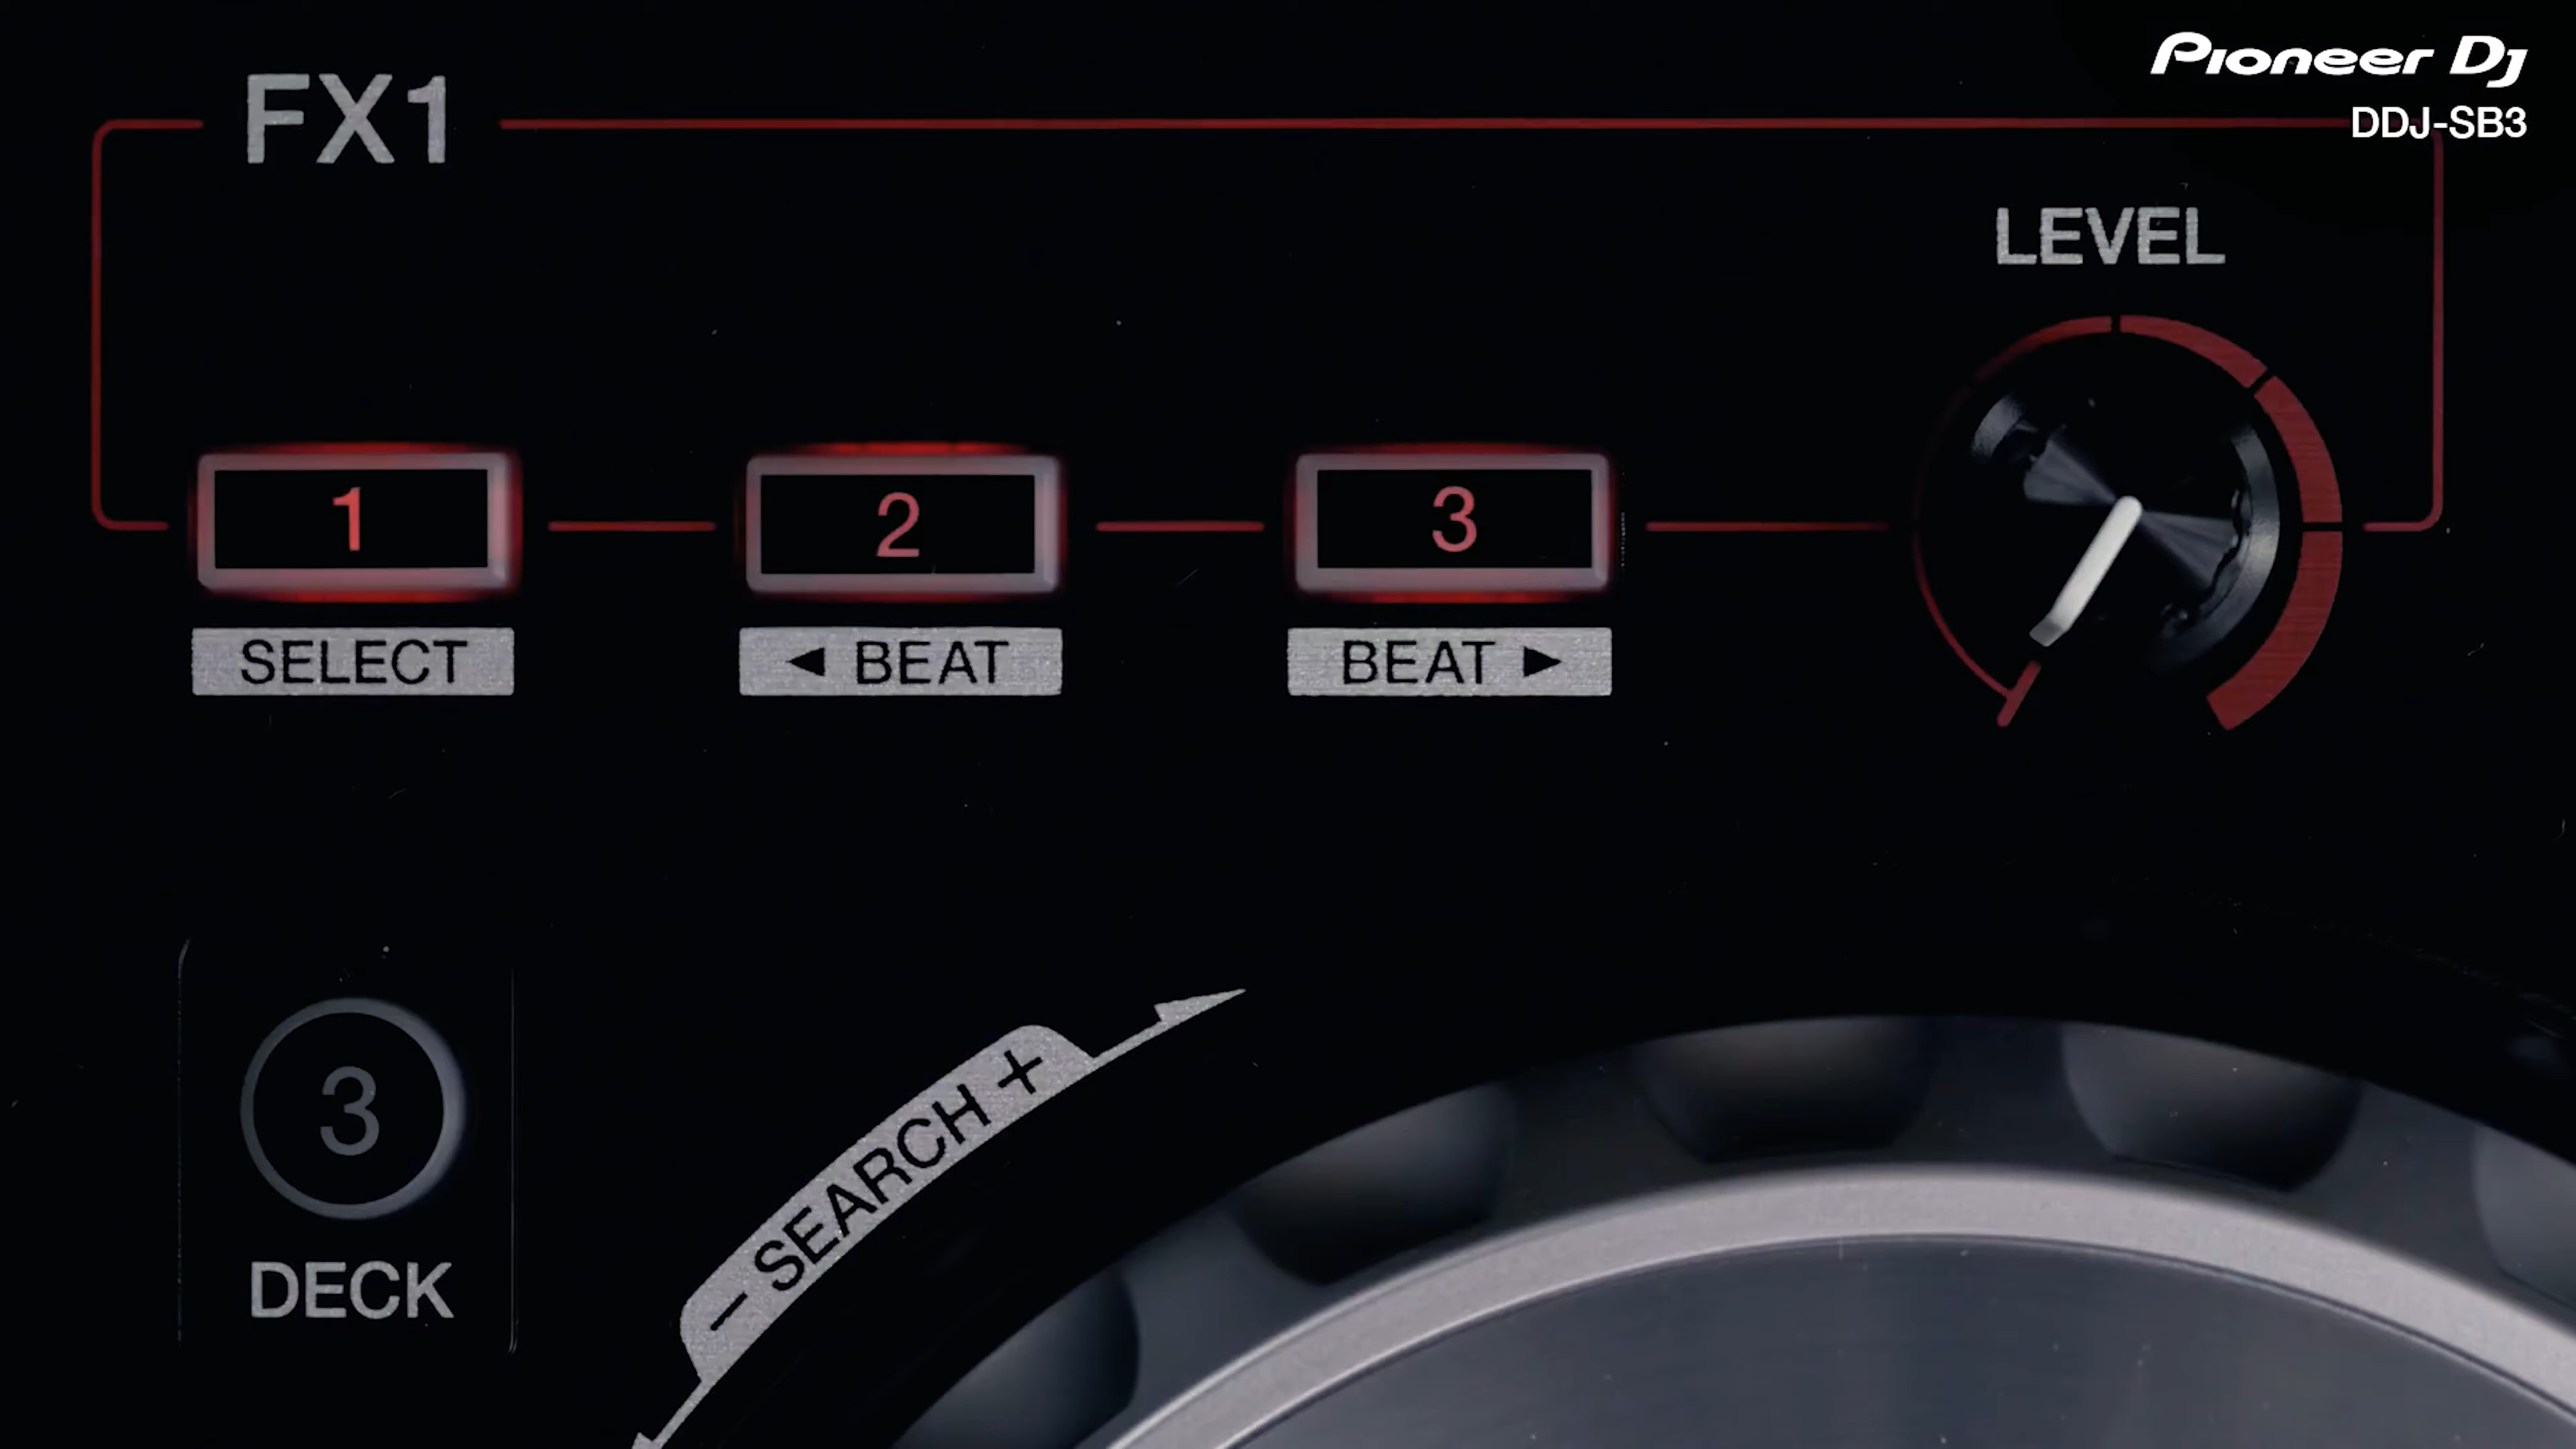 Pioneer Dj
DDJ-SB3
FX1
LEVEL
1
2
3
SELECT
◄ BEAT
BEAT ►
3
DECK
− SEARCH +